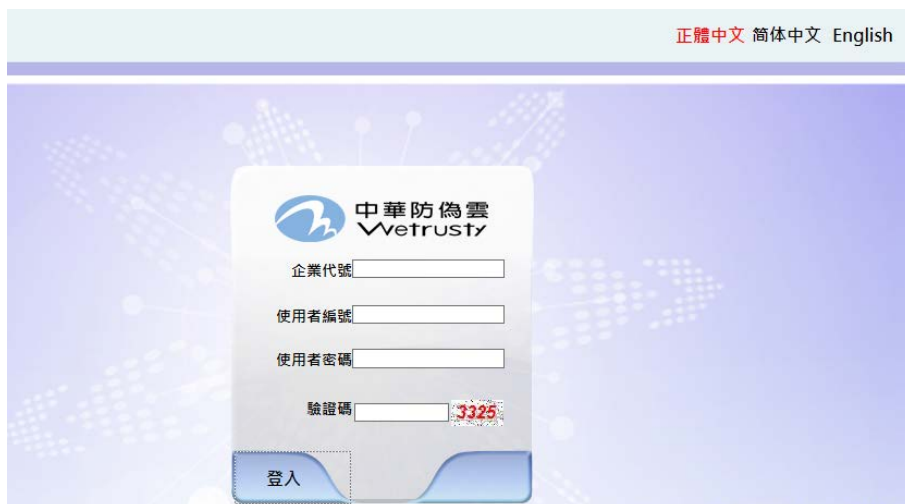 正體中文 简体中文 English
中華防偽雲
Wetrusty
企業代號
使用者編號
使用者密碼
驗證碼 3325
登入